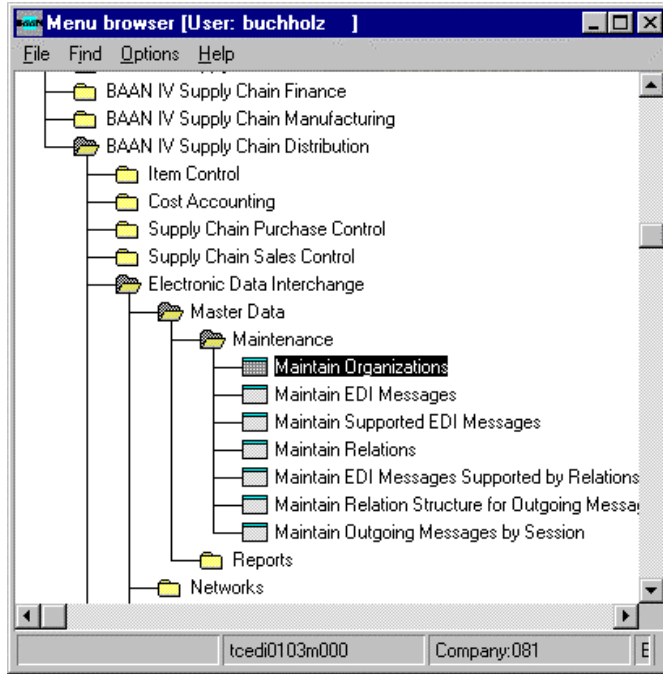 BaaN Menu browser [User: buchholz ]
File Find Options Help
BAAN IV Supply Chain Finance
BAAN IV Supply Chain Manufacturing
BAAN IV Supply Chain Distribution
Item Control
Cost Accounting
Supply Chain Purchase Control
Supply Chain Sales Control
Electronic Data Interchange
Master Data
Maintenance
Maintain Organizations
Maintain EDI Messages
Maintain Supported EDI Messages
Maintain Relations
Maintain EDI Messages Supported by Relations
Maintain Relation Structure for Outgoing Messa
Maintain Outgoing Messages by Session
Reports
Networks
tcedi0103m000 Company:081 E